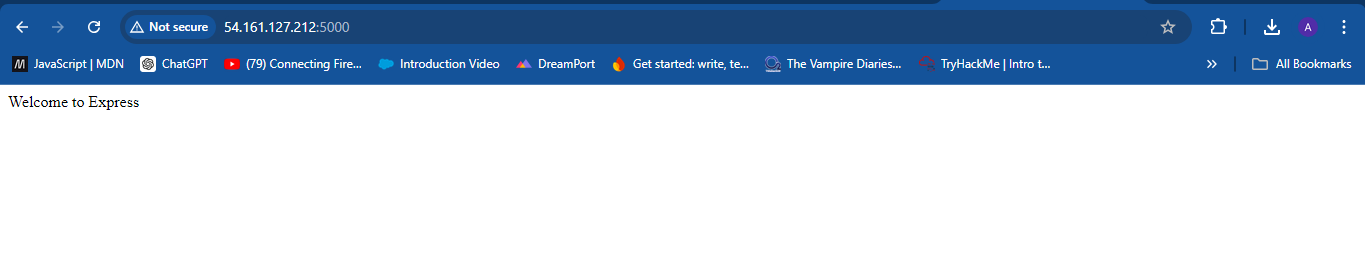 Not secure 54.161.127.212:5000 A
JavaScript | MDN ChatGPT (79) Connecting Fire... Introduction Video DreamPort Get started: write, te... The Vampire Diaries... TryHackMe | Intro t... » All Bookmarks
Welcome to Express